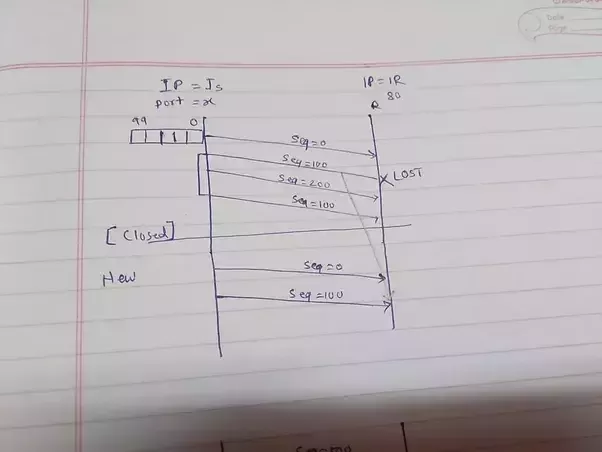 Date
IP = Is
port = x
IP = IR
R 80
99 0
Seq=0
Seq=100
LOST
Seq=200
Seq=100
[Closed]
Seq=0
New
Seq=100